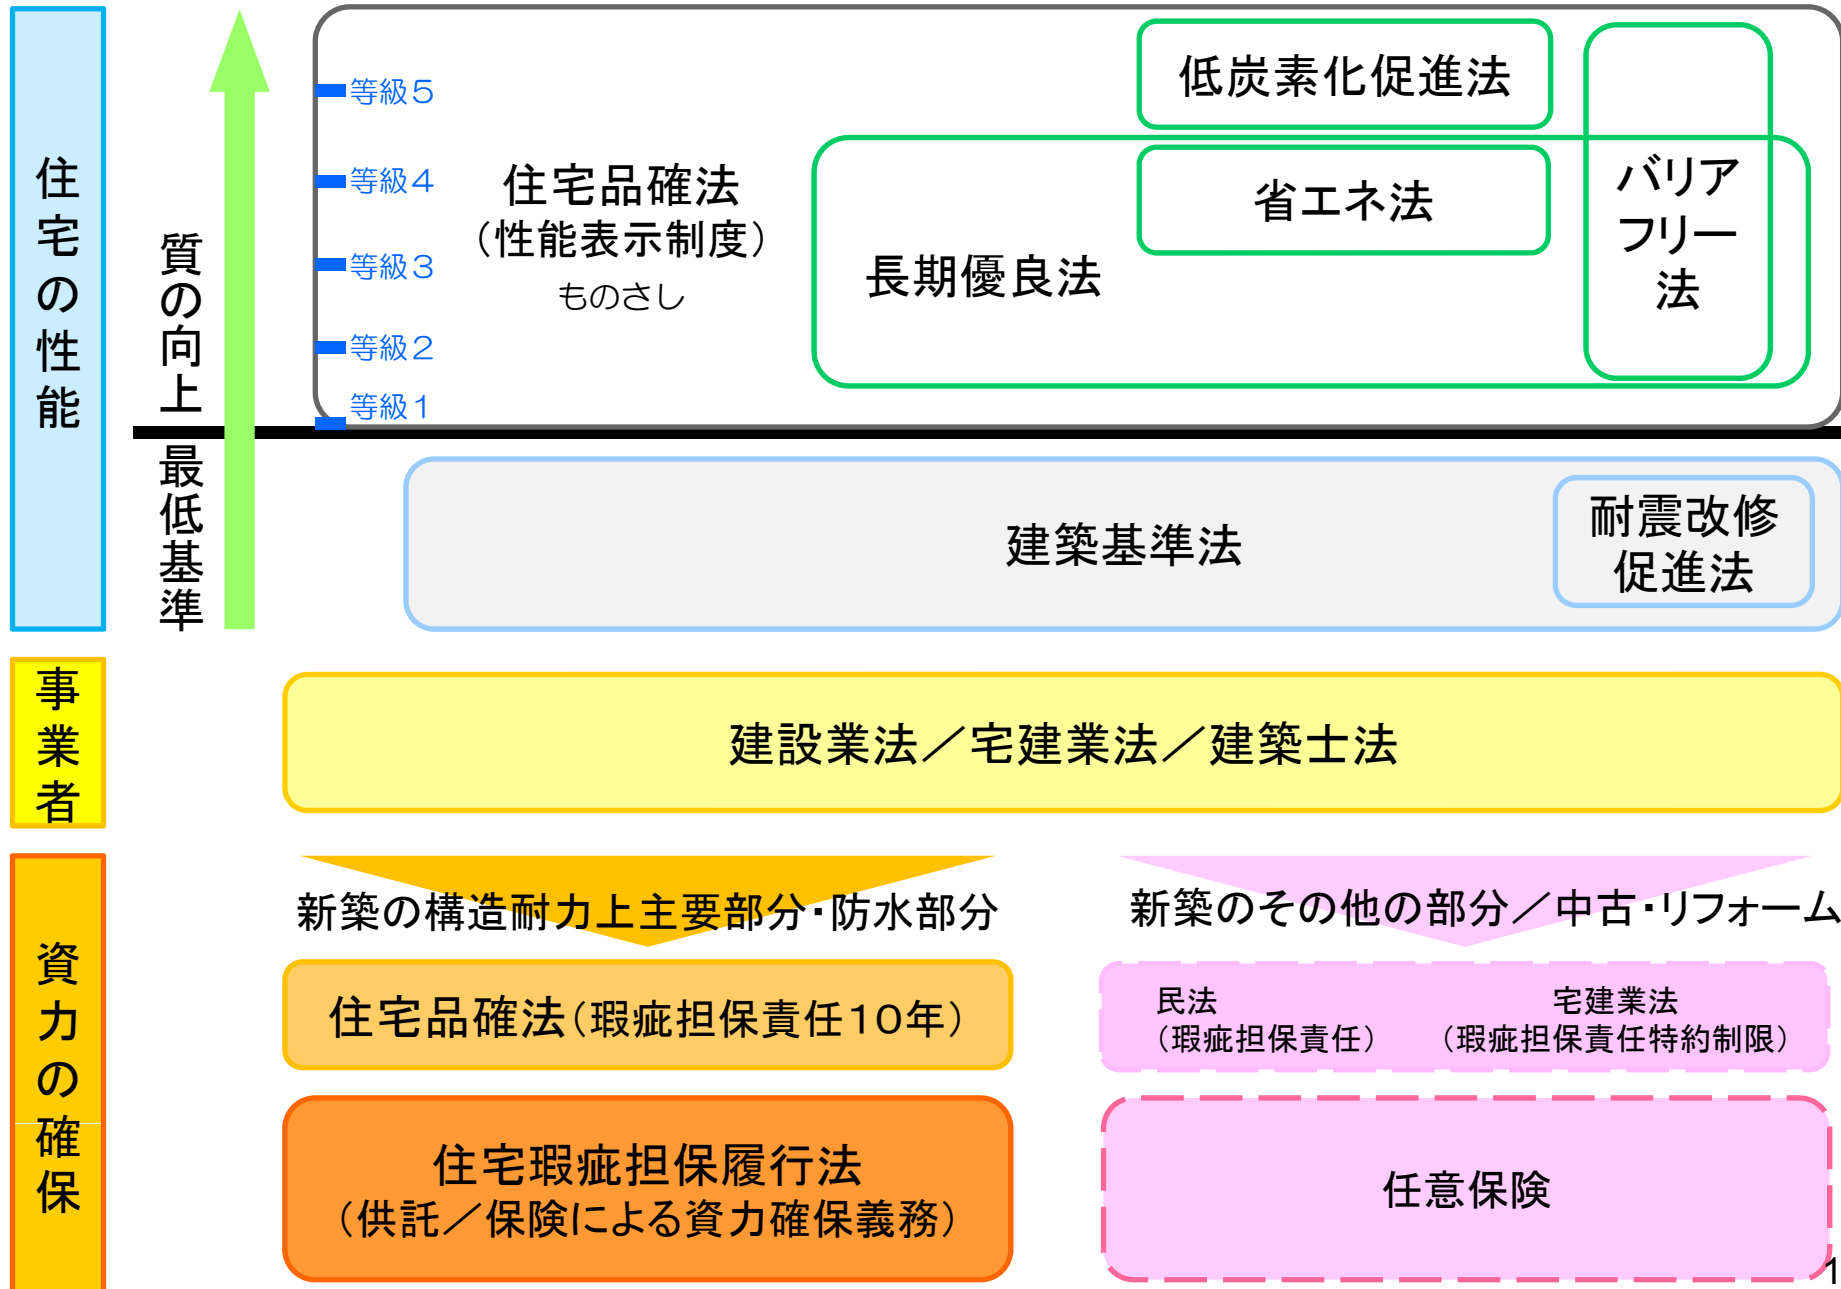 住宅の性能
質の向上
最低基準
等級５
等級４
等級３
等級２
等級１
住宅品確法
（性能表示制度）
ものさし
低炭素化促進法
省エネ法
長期優良法
バリア
フリー
法
建築基準法
耐震改修
促進法
事業者
建設業法／宅建業法／建築士法
資力の確保
新築の構造耐力上主要部分・防水部分
住宅品確法（瑕疵担保責任１０年）
住宅瑕疵担保履行法
（供託／保険による資力確保義務）
新築のその他の部分／中古・リフォーム
民法
（瑕疵担保責任）
宅建業法
（瑕疵担保責任特約制限）
任意保険
1